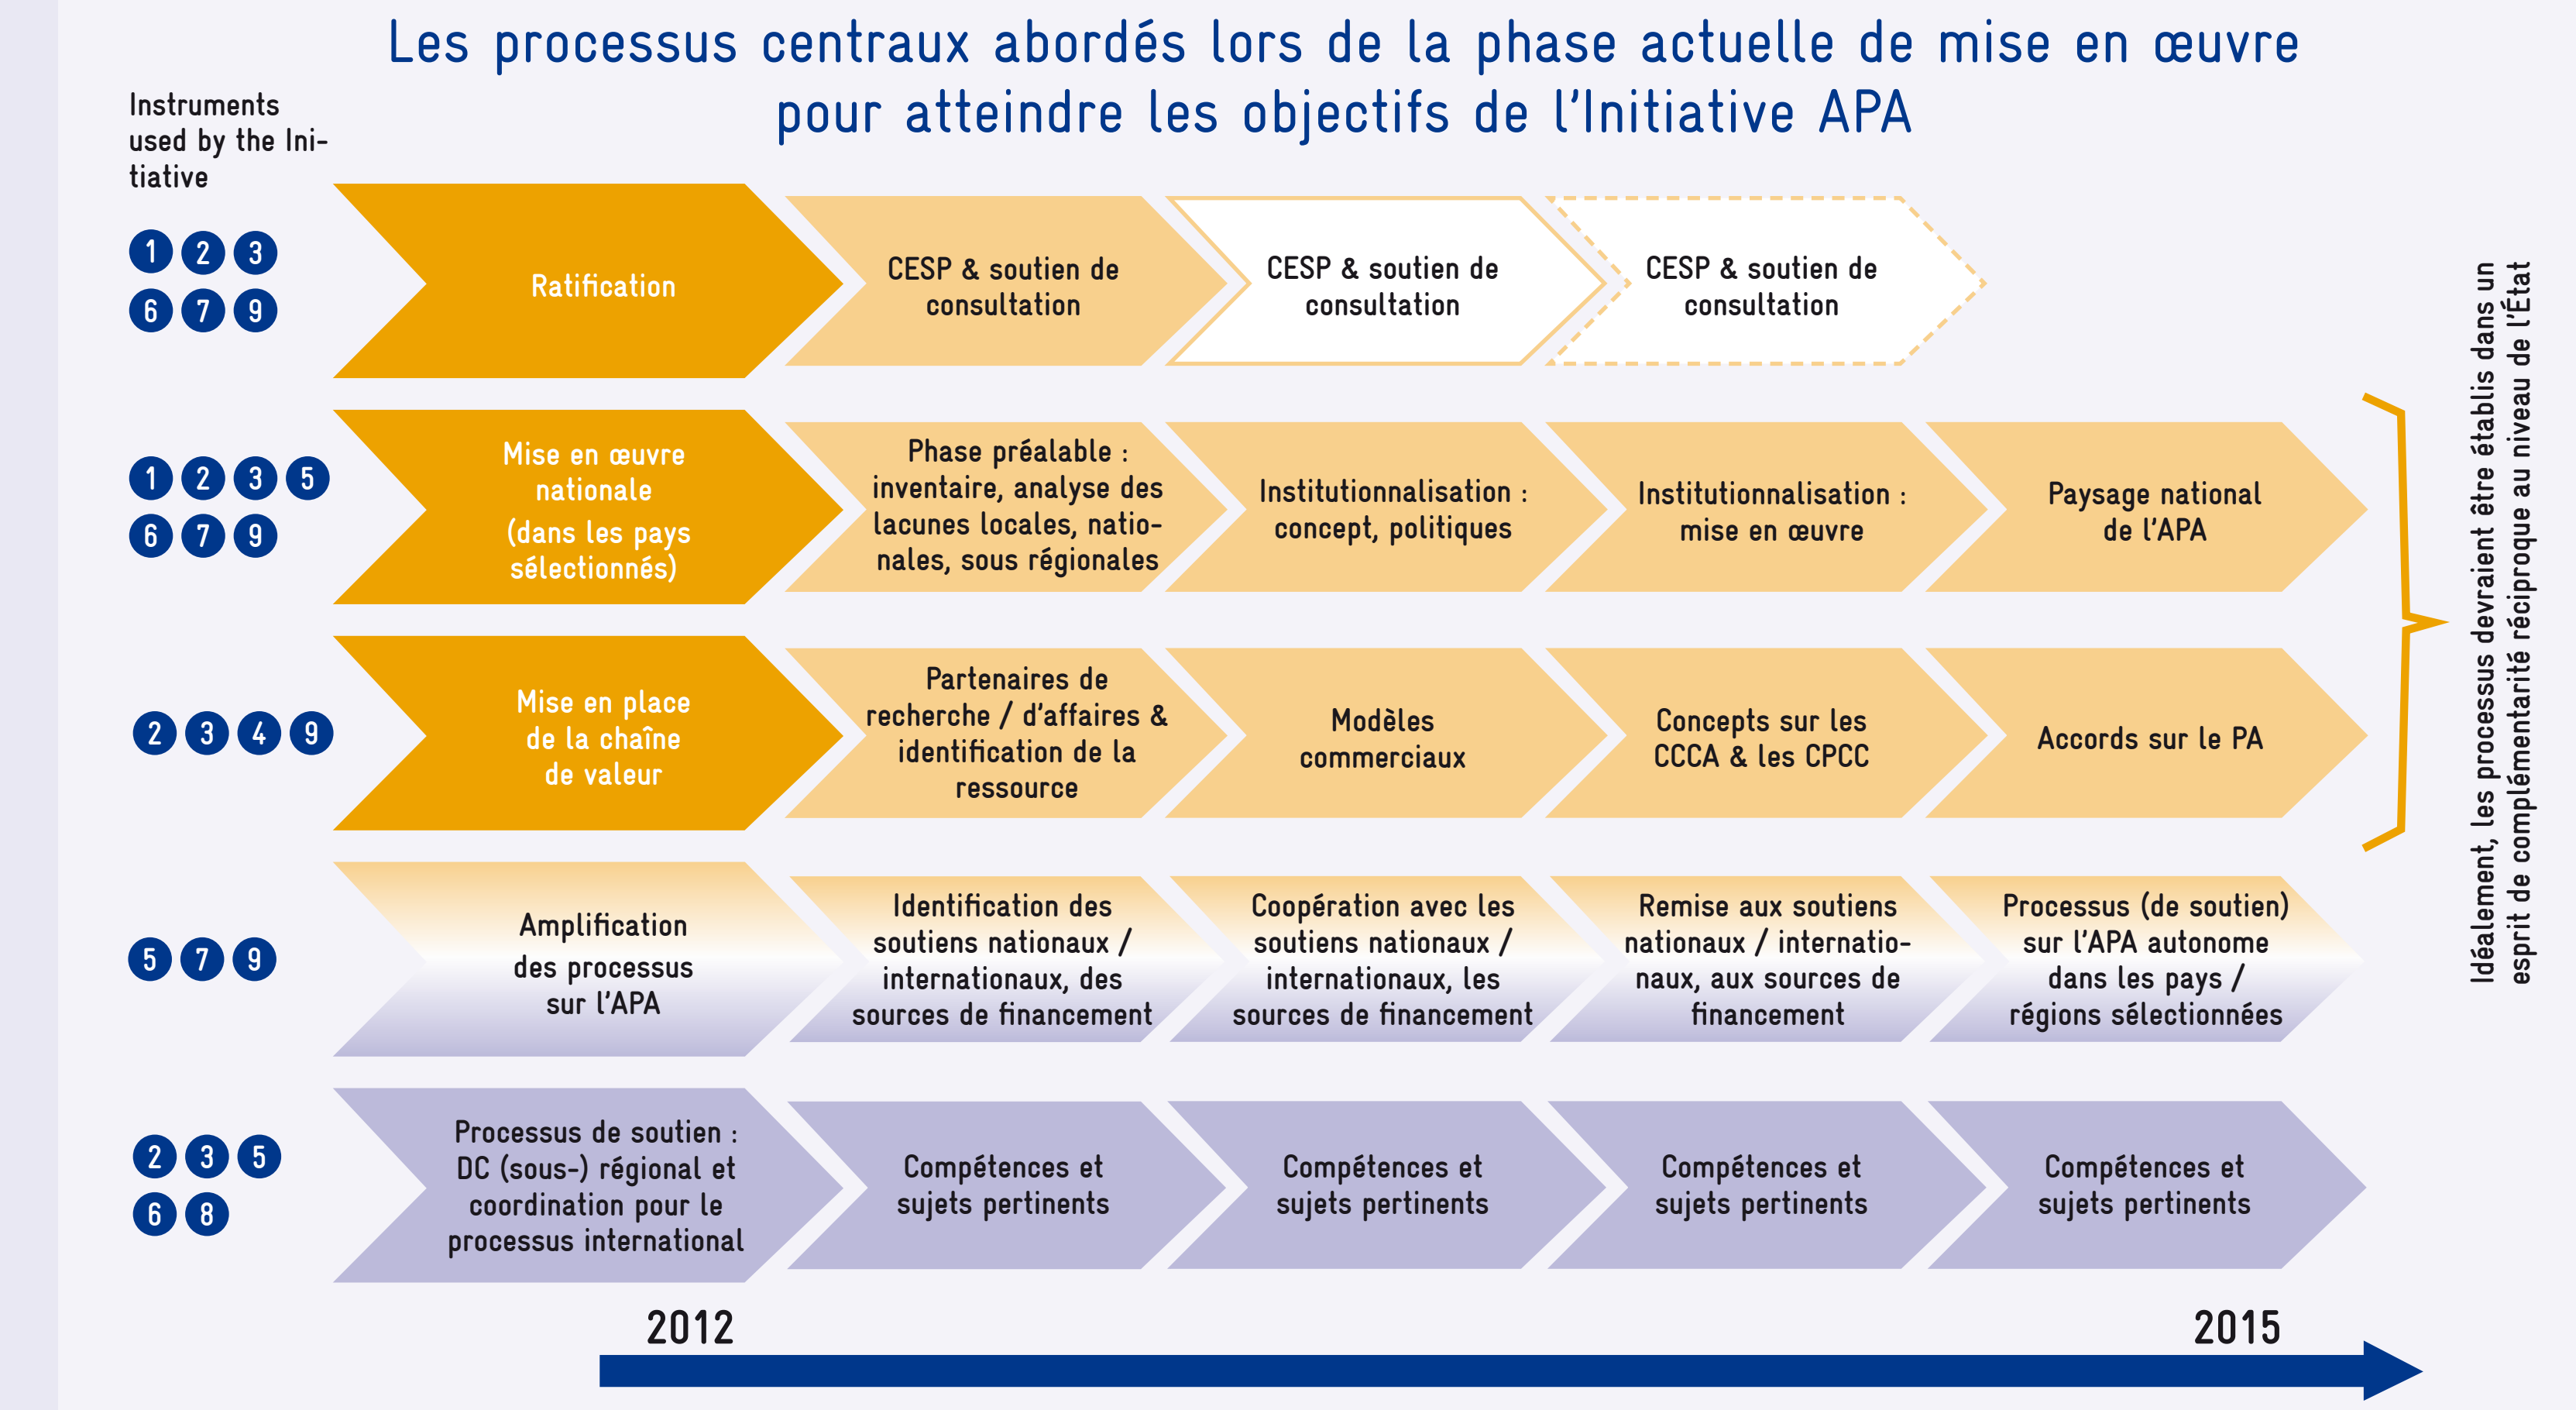 Les processus centraux abordés lors de la phase actuelle de mise en œuvre
pour atteindre les objectifs de l’Initiative APA
Instruments
used by the Ini-
tiative
1 2 3
6 7 9
Ratification
CESP & soutien de
consultation
CESP & soutien de
consultation
CESP & soutien de
consultation
1 2 3 5
6 7 9
Mise en œuvre
nationale
(dans les pays
sélectionnés)
Phase préalable :
inventaire, analyse des
lacunes locales, natio-
nales, sous régionales
Institutionnalisation :
concept, politiques
Institutionnalisation :
mise en œuvre
Paysage national
de l’APA
2 3 4 9
Mise en place
de la chaîne
de valeur
Partenaires de
recherche / d’affaires &
identification de la
ressource
Modèles
commerciaux
Concepts sur les
CCCA & les CPCC
Accords sur le PA
5 7 9
Amplification
des processus
sur l’APA
Identification des
soutiens nationaux /
internationaux, des
sources de financement
Coopération avec les
soutiens nationaux /
internationaux, les
sources de financement
Remise aux soutiens
nationaux / internatio-
naux, aux sources de
financement
Processus (de soutien)
sur l’APA autonome
dans les pays /
régions sélectionnées
2 3 5
6 8
Processus de soutien :
DC (sous-) régional et
coordination pour le
processus international
Compétences et
sujets pertinents
Compétences et
sujets pertinents
Compétences et
sujets pertinents
Compétences et
sujets pertinents
Idéalement, les processus devraient être établis dans un
esprit de complémentarité réciproque au niveau de l’État
2012
2015